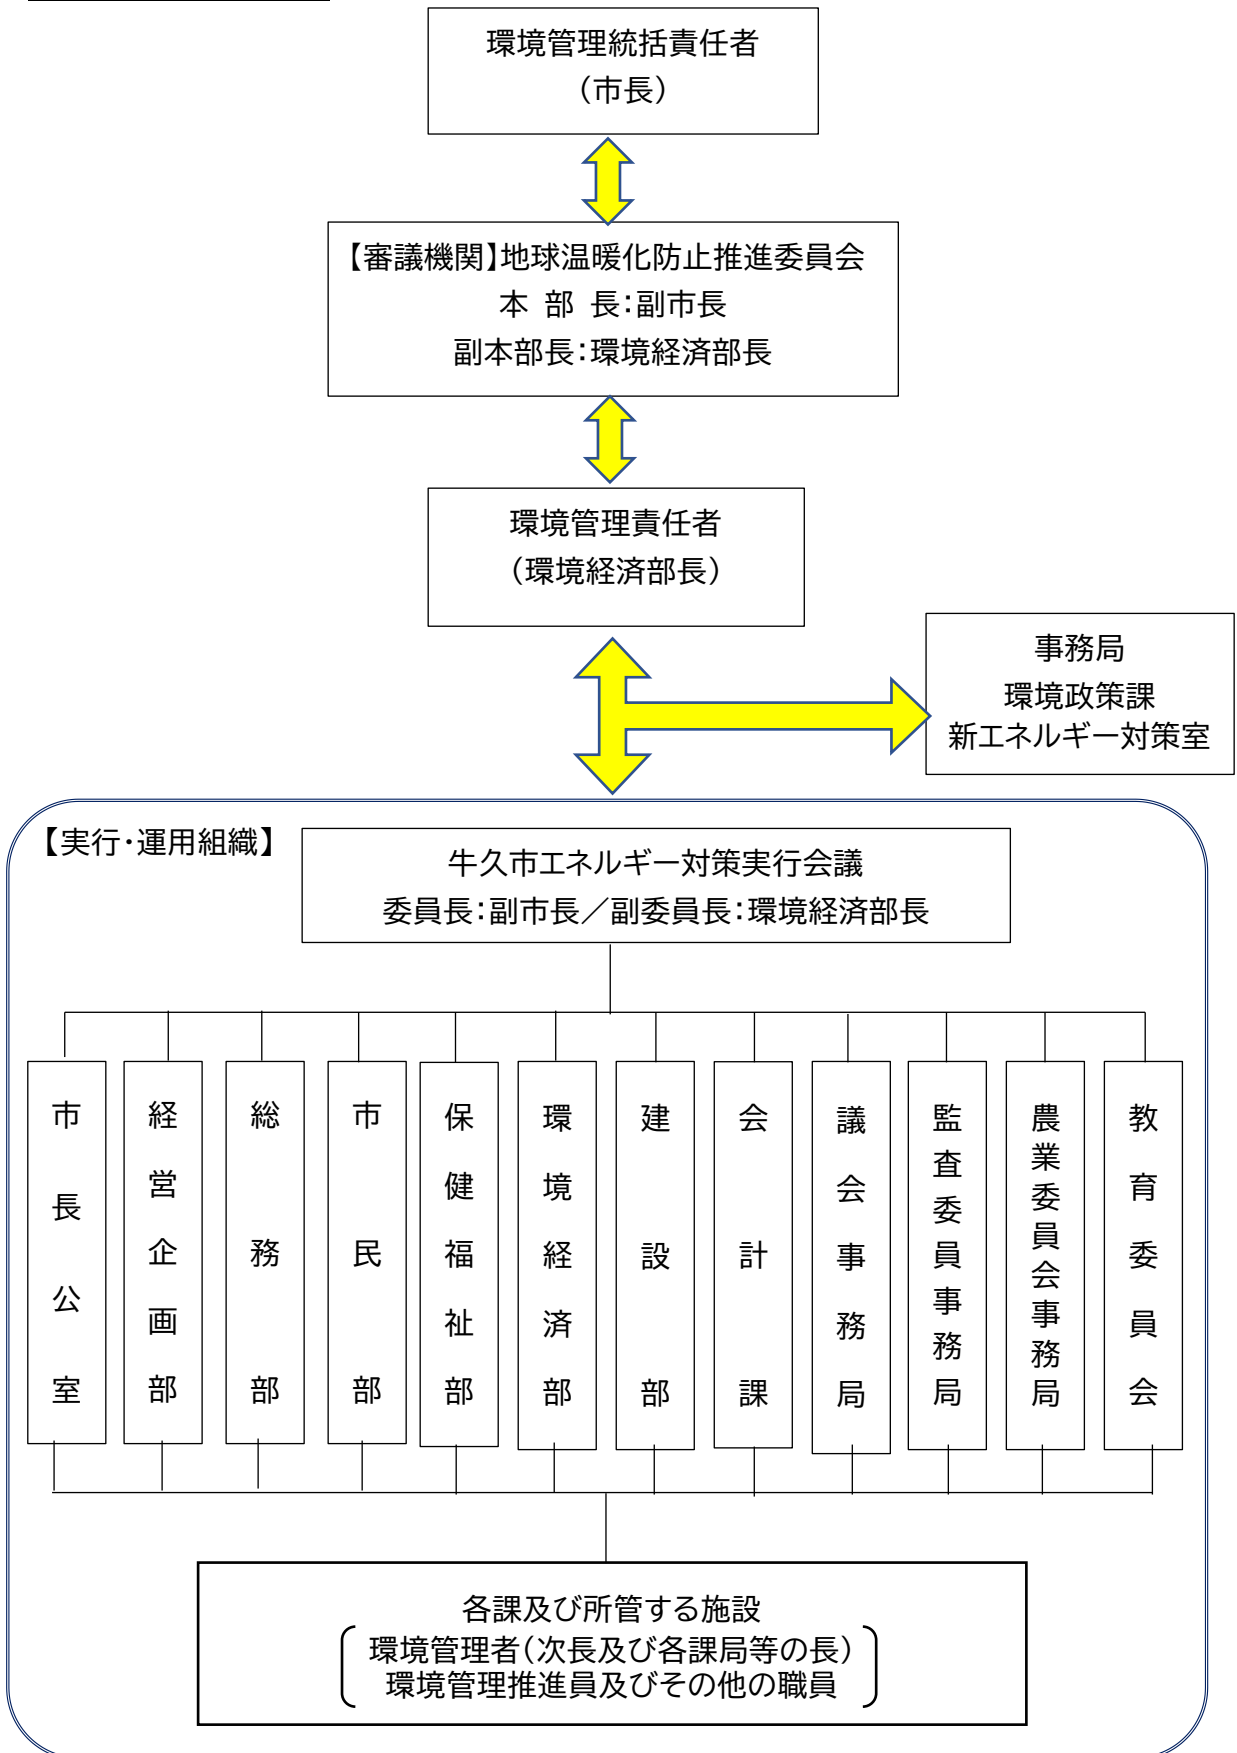 環境管理統括責任者
（市長）
【審議機関】地球温暖化防止推進委員会
本 部 長：副市長
副本部長：環境経済部長
環境管理責任者
（環境経済部長）
事務局
環境政策課
新エネルギー対策室
【実行・運用組織】
牛久市エネルギー対策実行会議
委員長：副市長／副委員長：環境経済部長
市長公室
経営企画部
総務部
市民部
保健福祉部
環境経済部
建設部
会計課
議会事務局
監査委員事務局
農業委員会事務局
教育委員会
各課及び所管する施設
環境管理者（次長及び各課局等の長）
環境管理推進員及びその他の職員